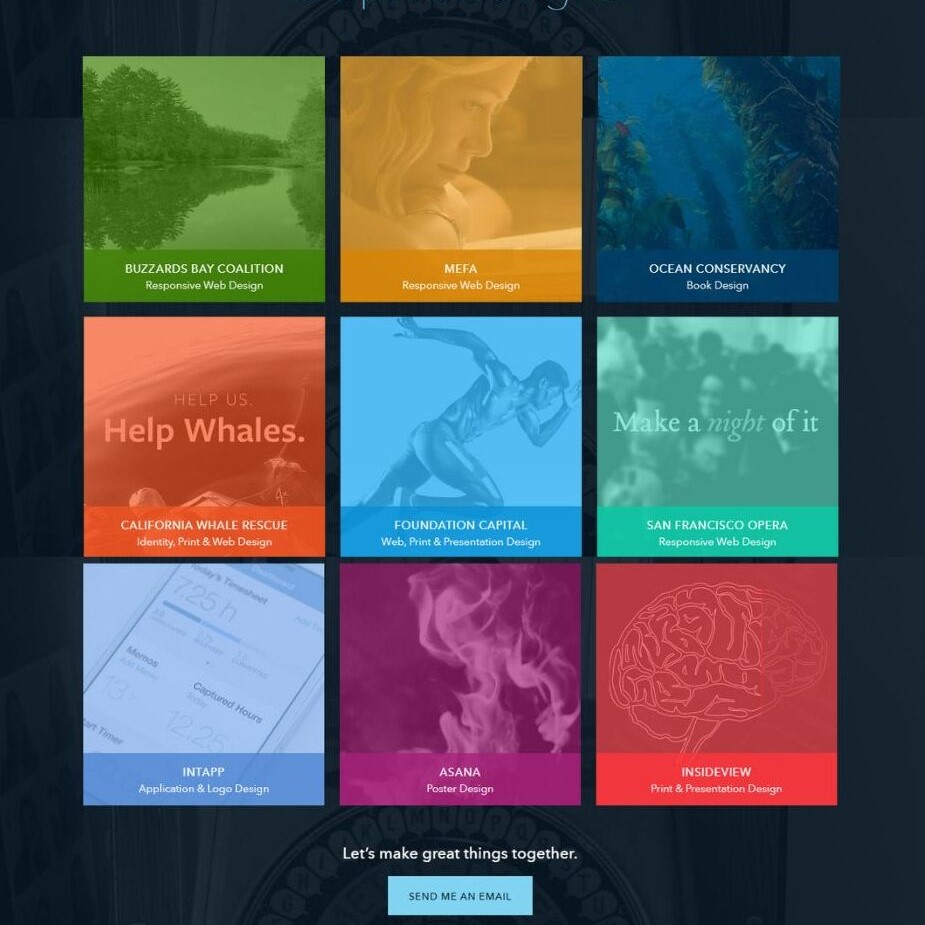 BUZZARDS BAY COALITION
Responsive Web Design
MEFA
Responsive Web Design
OCEAN CONSERVANCY
Book Design
HELP US.
Help Whales.
CALIFORNIA WHALE RESCUE
Identity, Print & Web Design
FOUNDATION CAPITAL
Web, Print & Presentation Design
Make a night of it
SAN FRANCISCO OPERA
Responsive Web Design
Today's Timesheet
7.25 h
Memos
Add Memo
Captured Hours
Today
12.25
INTAPP
Application & Logo Design
ASANA
Poster Design
INSIDEVIEW
Print & Presentation Design
Let's make great things together.
SEND ME AN EMAIL